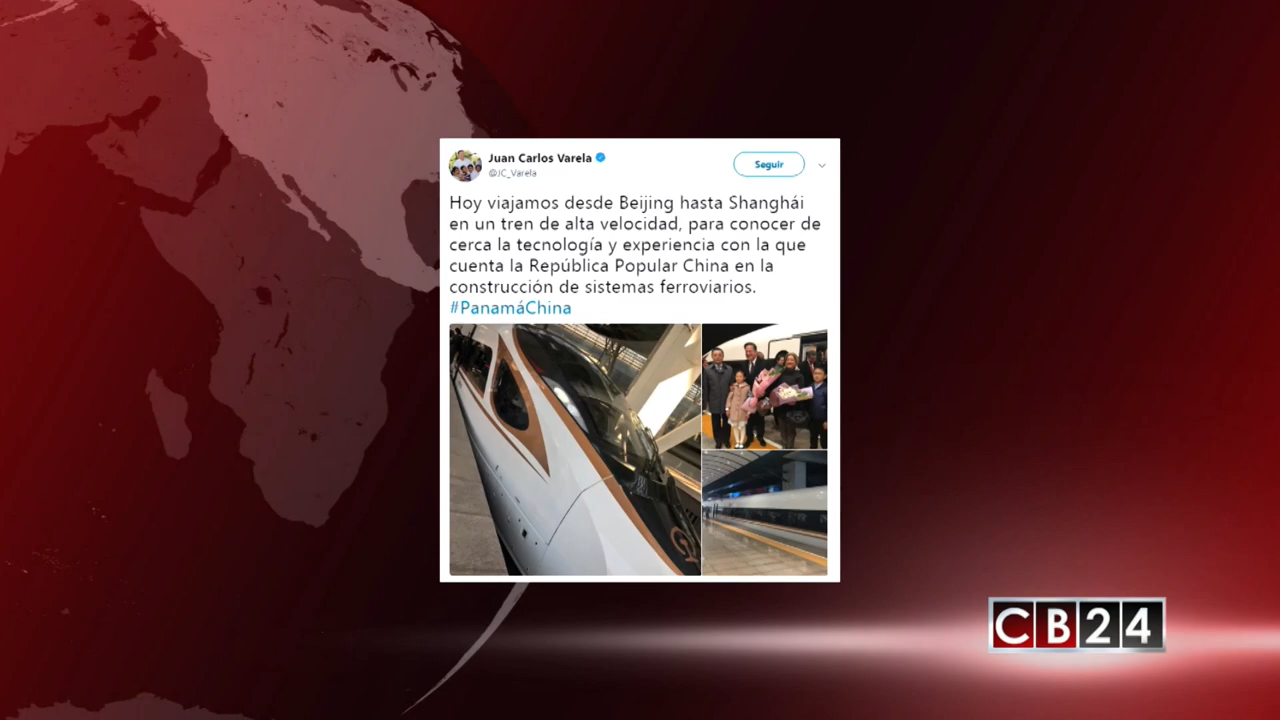 Juan Carlos Varela
@JC_Varela
Seguir
Hoy viajamos desde Beijing hasta Shanghái
en un tren de alta velocidad, para conocer de
cerca la tecnología y experiencia con la que
cuenta la República Popular China en la
construcción de sistemas ferroviarios.
#PanamáChina
CB24